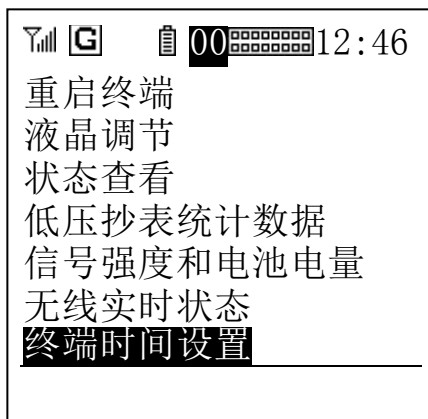 G 00 12:46
重启终端
液晶调节
状态查看
低压抄表统计数据
信号强度和电池电量
无线实时状态
终端时间设置